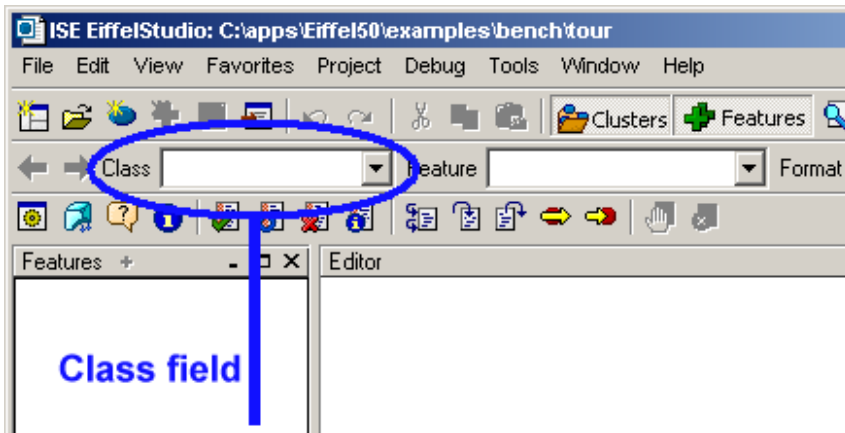 ISE EiffelStudio: C:\apps\Eiffel50\examples\bench\tour
File Edit View Favorites Project Debug Tools Window Help
Clusters Features
Class Feature Format
Features Editor
Class field